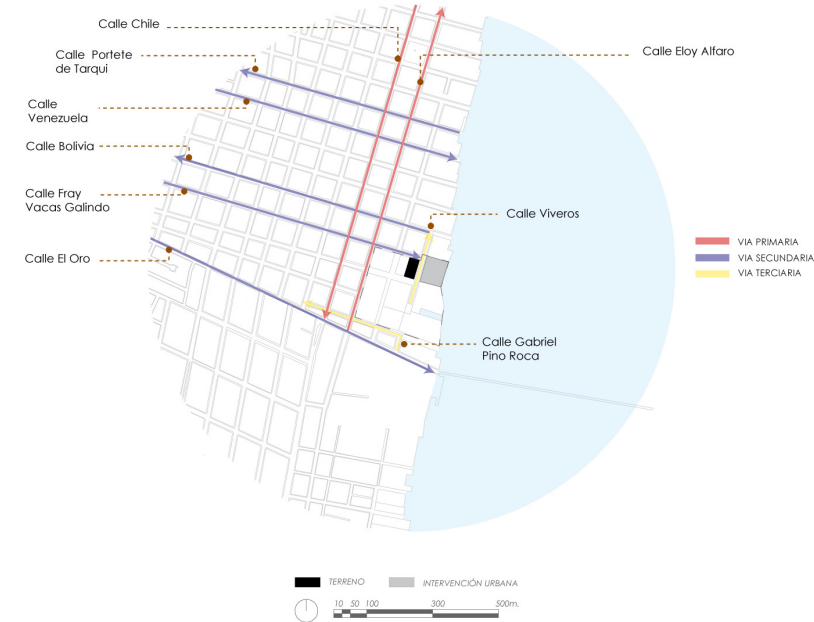 Calle Chile
Calle Portete
de Tarqui
Calle
Venezuela
Calle Bolivia
Calle Fray
Vacas Galindo
Calle El Oro
Calle Eloy Alfaro
Calle Viveros
VIA PRIMARIA
VIA SECUNDARIA
VIA TERCIARIA
Calle Gabriel
Pino Roca
TERRENO
INTERVENCIÓN URBANA
10 50 100 300 500m.